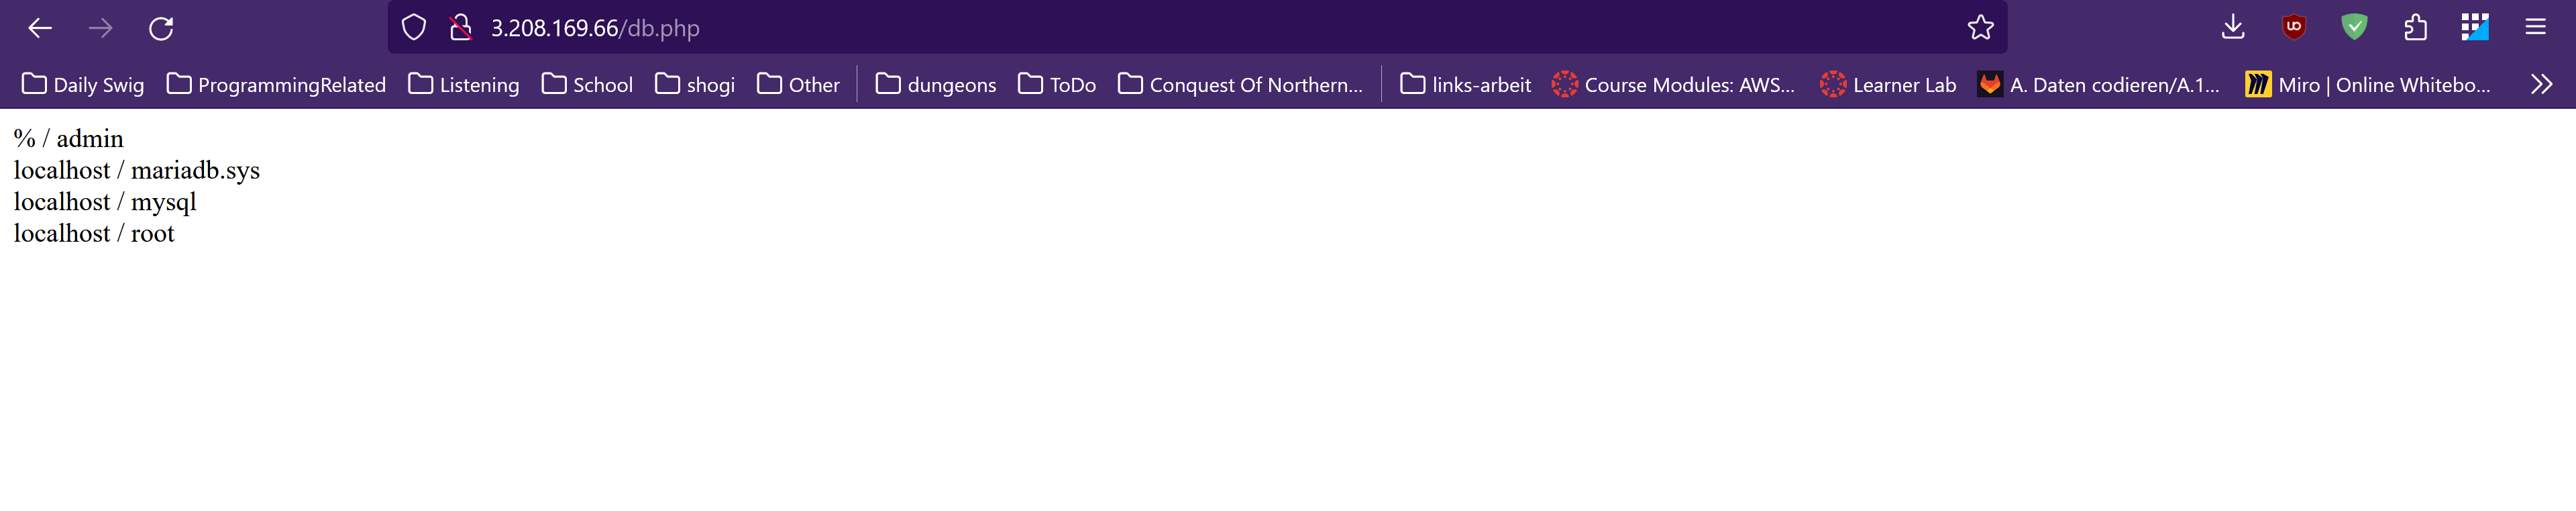 3.208.169.66/db.php
Daily Swig ProgrammingRelated Listening School shogi Other dungeons ToDo Conquest Of Northern... links-arbeit Course Modules: AWS... Learner Lab A. Daten codieren/A.1... Miro | Online Whitebo...
% / admin
localhost / mariadb.sys
localhost / mysql
localhost / root